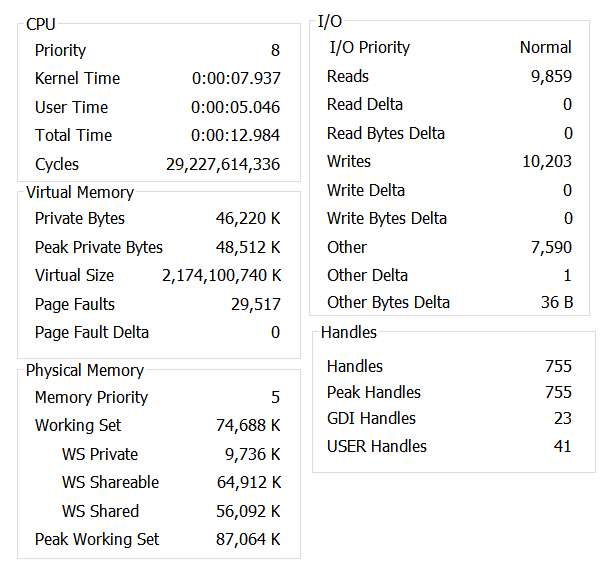 CPU
Priority 8
Kernel Time 0:00:07.937
User Time 0:00:05.046
Total Time 0:00:12.984
Cycles 29,227,614,336
Virtual Memory
Private Bytes 46,220 K
Peak Private Bytes 48,512 K
Virtual Size 2,174,100,740 K
Page Faults 29,517
Page Fault Delta 0
Physical Memory
Memory Priority 5
Working Set 74,688 K
WS Private 9,736 K
WS Shareable 64,912 K
WS Shared 56,092 K
Peak Working Set 87,064 K
I/O
I/O Priority Normal
Reads 9,859
Read Delta 0
Read Bytes Delta 0
Writes 10,203
Write Delta 0
Write Bytes Delta 0
Other 7,590
Other Delta 1
Other Bytes Delta 36 B
Handles
Handles 755
Peak Handles 755
GDI Handles 23
USER Handles 41